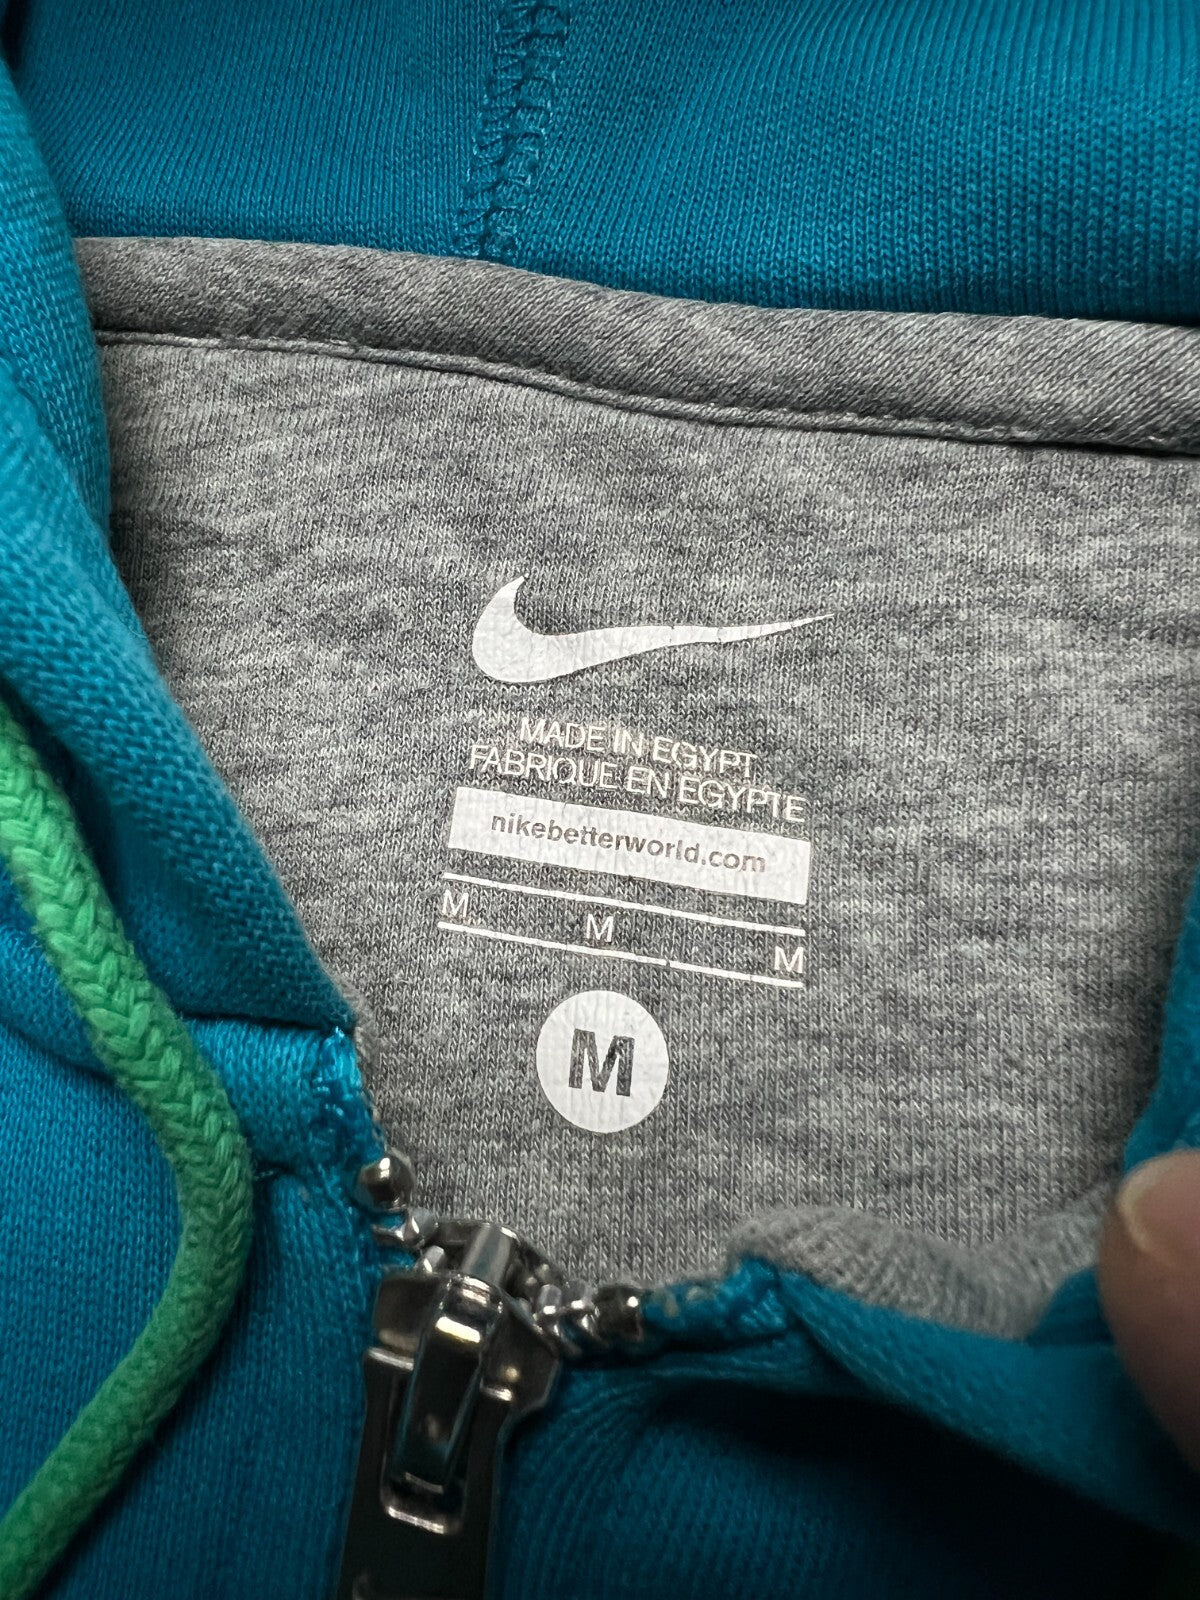 MADE IN EGYPT
FABRIQUE EN EGYPTE
nikebetterworld.com
M M M
M